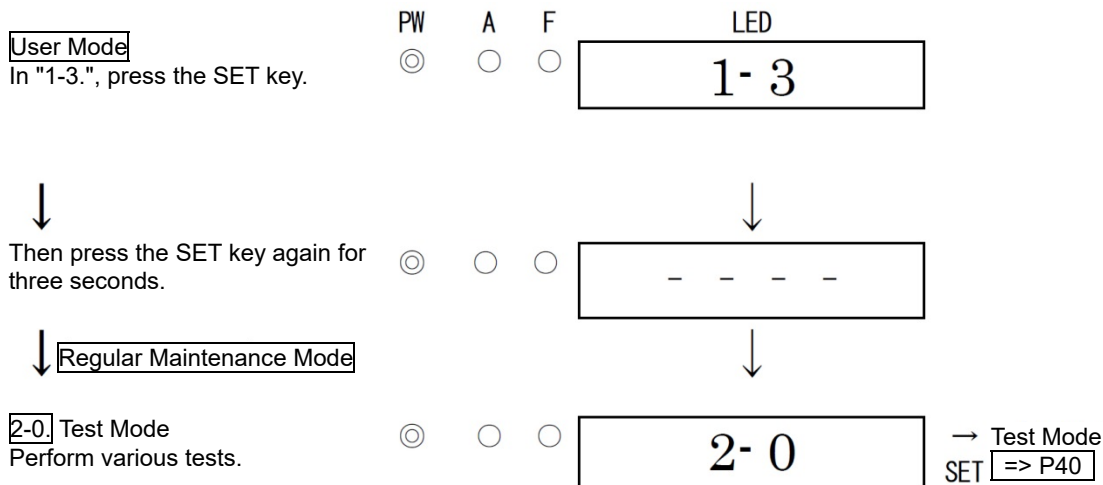 PW A F LED
User Mode
In "1-3.", press the SET key.
◎ ○ ○ 1- 3
↓ ↓
Then press the SET key again for
three seconds.
◎ ○ ○ - - - -
↓ Regular Maintenance Mode ↓
2-0. Test Mode
Perform various tests.
◎ ○ ○ 2- 0
→ Test Mode
SET => P40